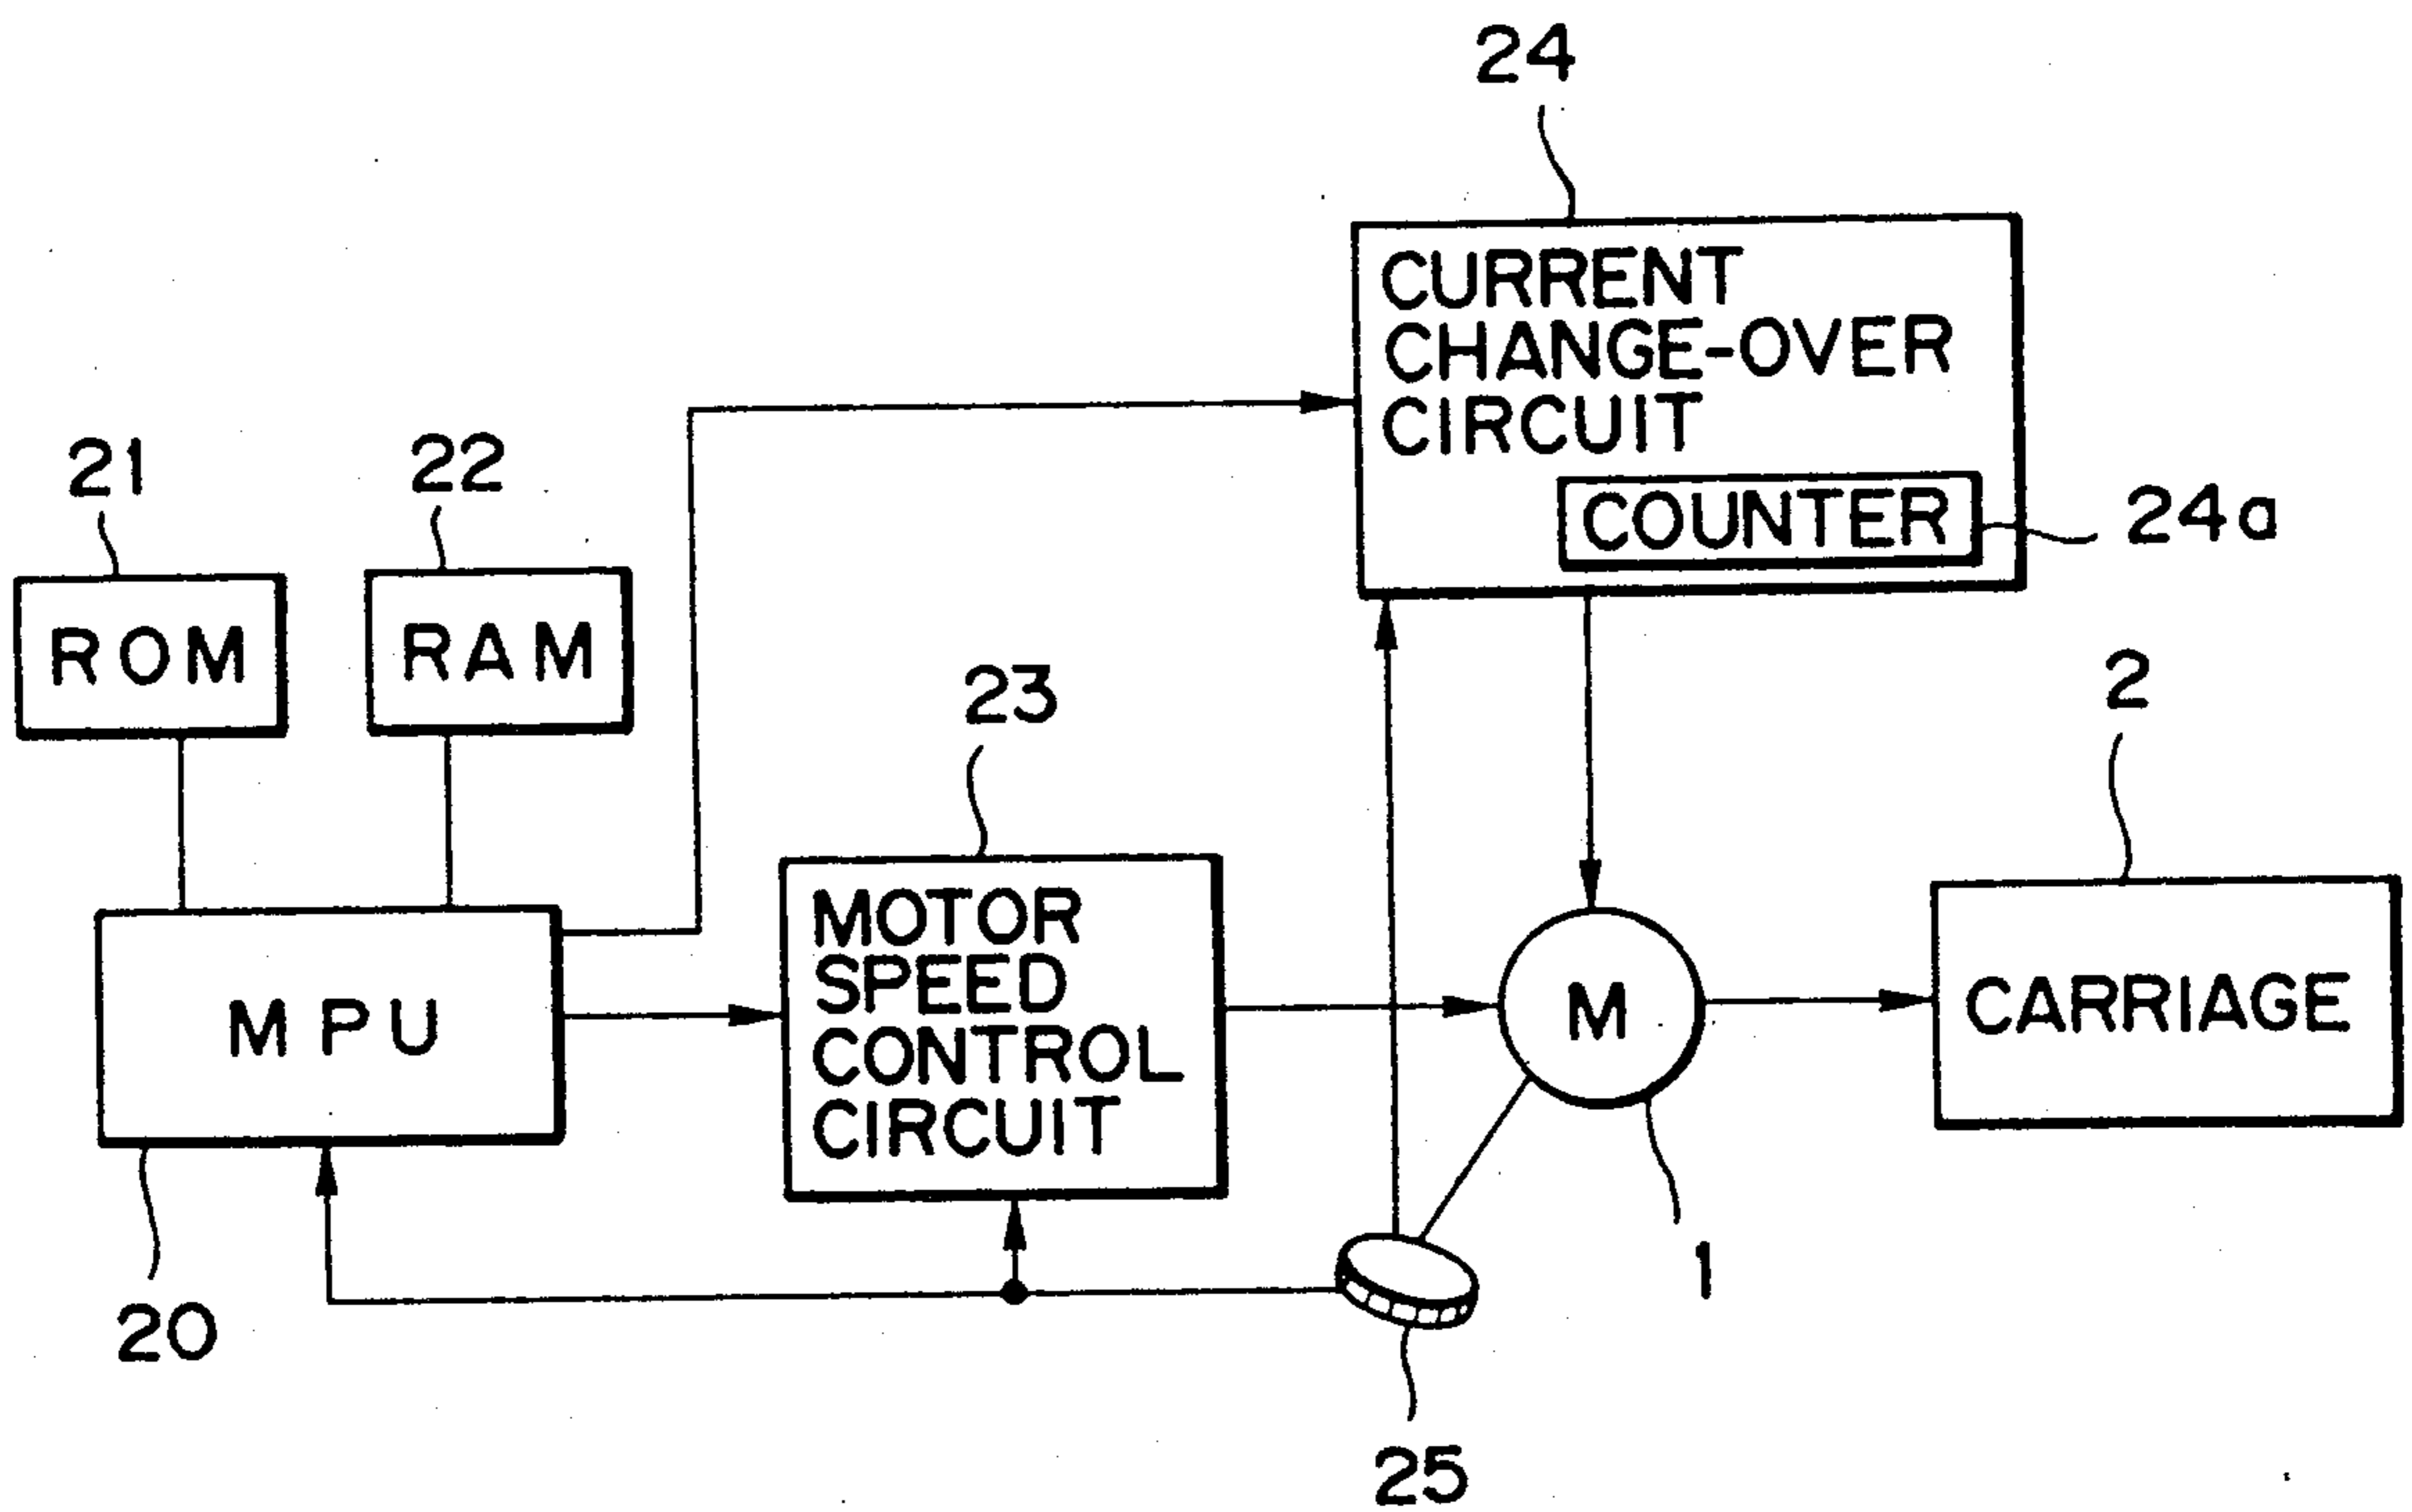 24
CURRENT
CHANGE-OVER
CIRCUIT
COUNTER
24a
21
22
ROM
RAM
23
2
MOTOR
SPEED
CONTROL
CIRCUIT
MPU
M
CARRIAGE
1
20
25